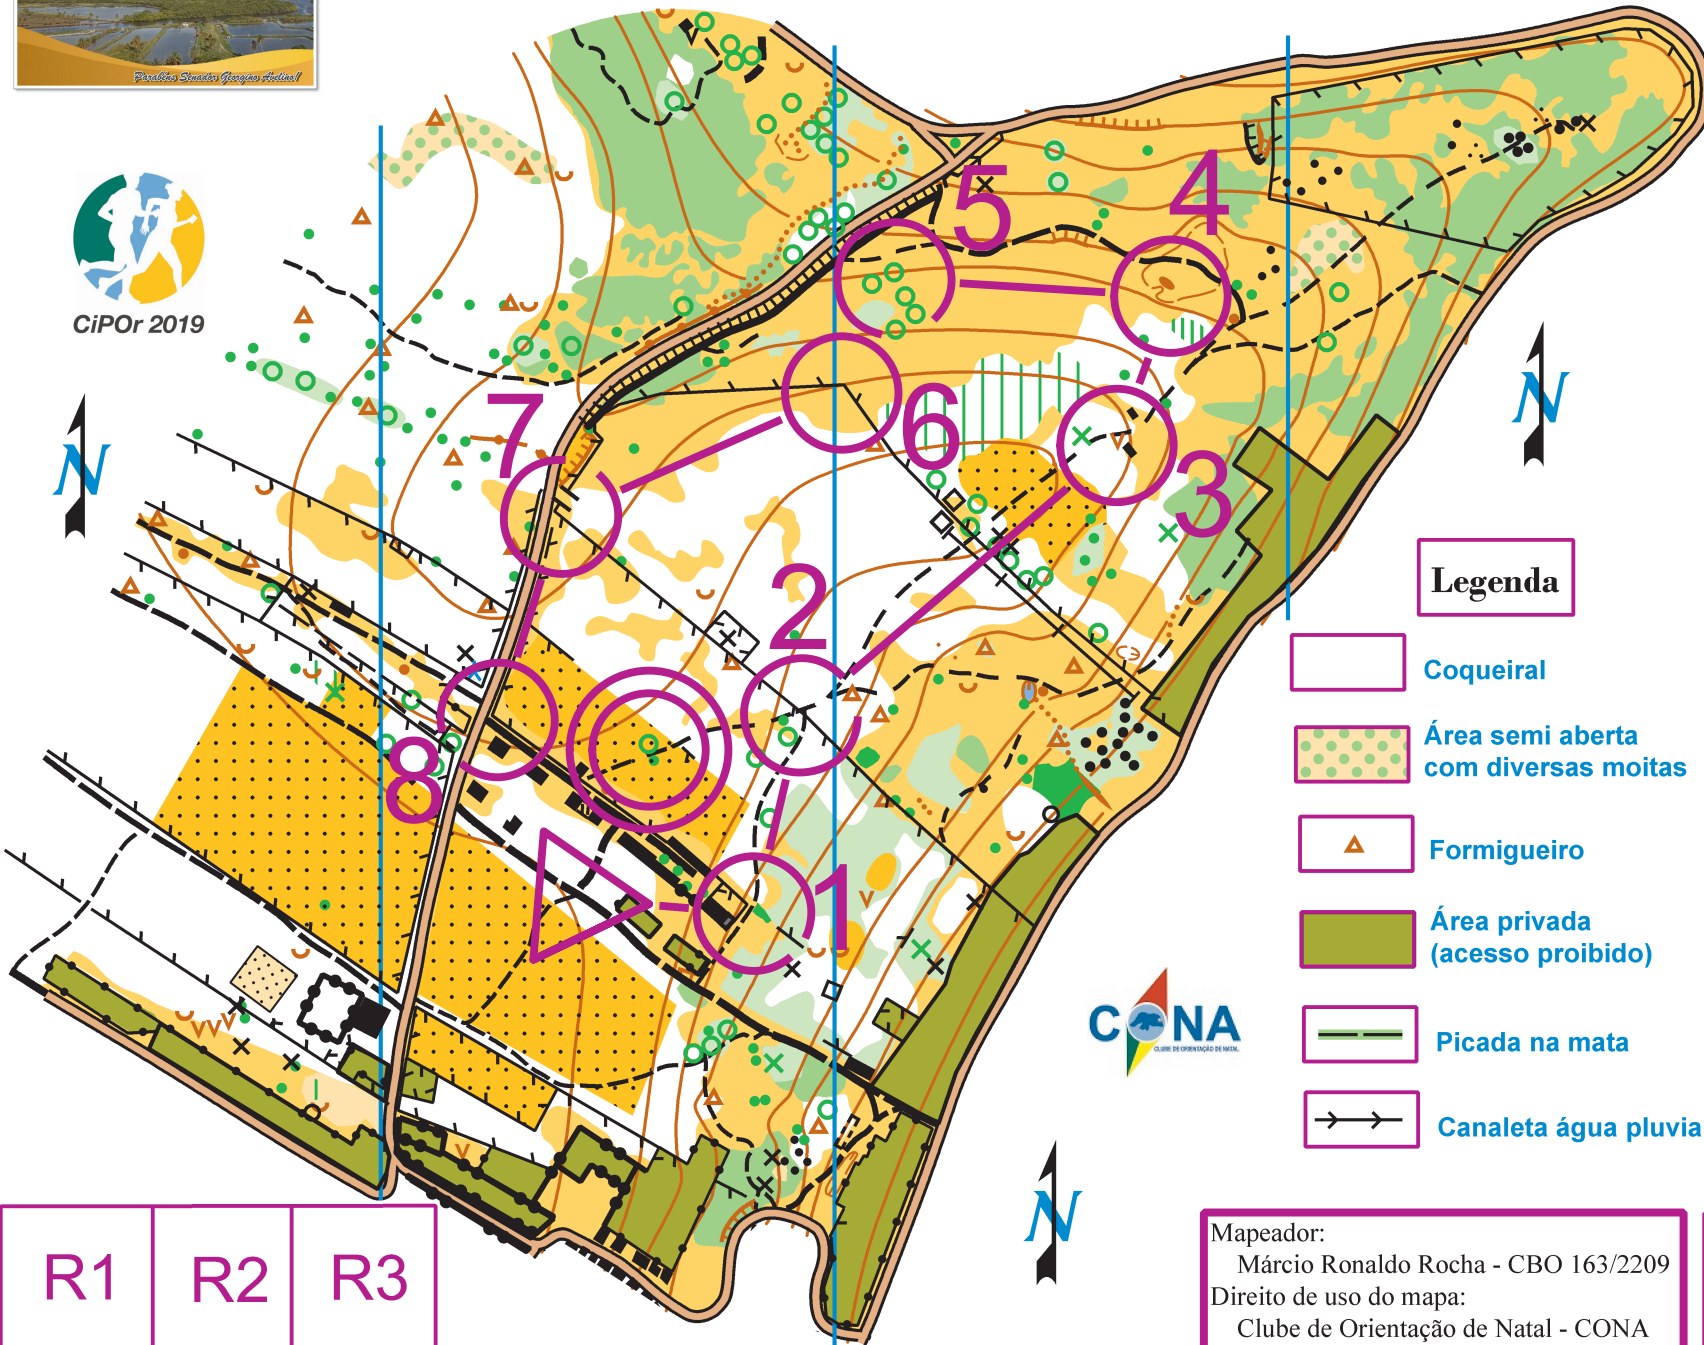 Parabéns Senador Georgino Avelino!
CiPOr 2019
N
N
N
5
4
7
6
3
2
8
1
Legenda
Coqueiral
Área semi aberta
com diversas moitas
Formigueiro
Área privada
(acesso proibido)
Picada na mata
Canaleta água pluvia
CONA
CLUBE DE ORIENTAÇÃO DE NATAL
R1
R2
R3
Mapeador:
Márcio Ronaldo Rocha - CBO 163/2209
Direito de uso do mapa:
Clube de Orientação de Natal - CONA